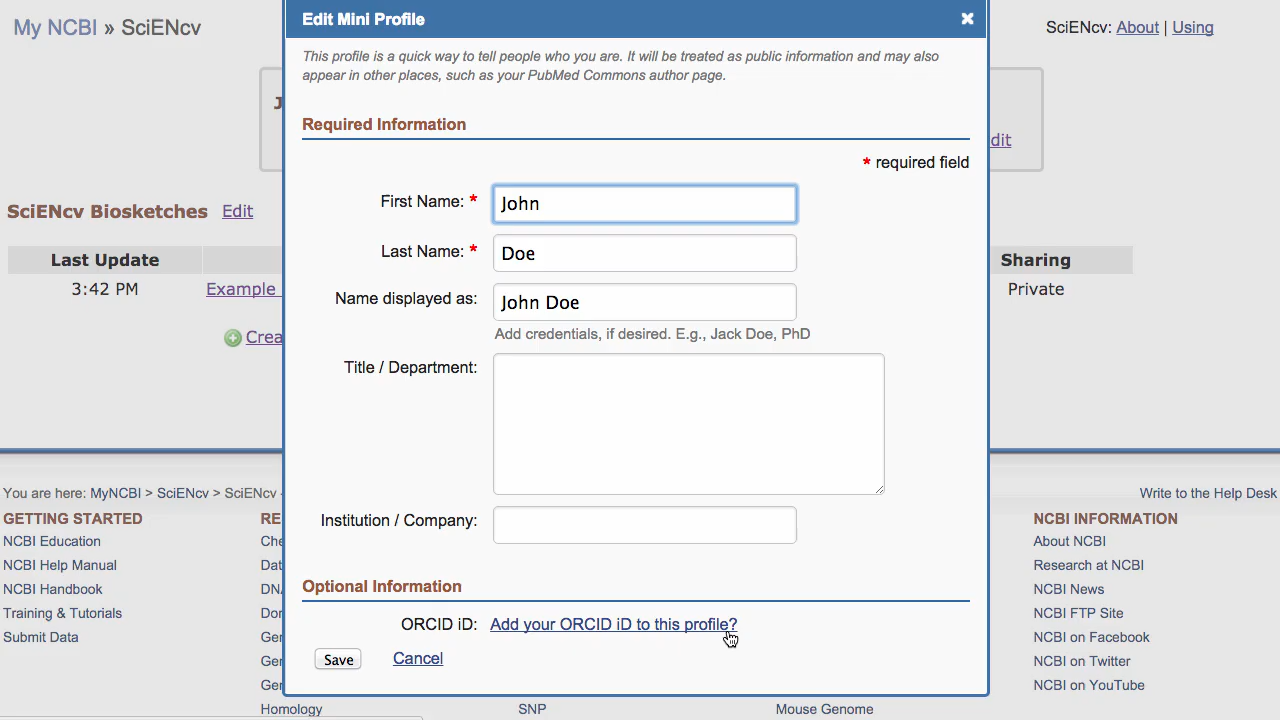 My NCBI » SciENcv
SciENcv: About | Using
Edit Mini Profile
This profile is a quick way to tell people who you are. It will be treated as public information and may also
appear in other places, such as your PubMed Commons author page.
Required Information
* required field
First Name: * John
Last Name: * Doe
Name displayed as: John Doe
Add credentials, if desired. E.g., Jack Doe, PhD
Title / Department:
Institution / Company:
Optional Information
ORCID iD: Add your ORCID iD to this profile?
Save Cancel
SciENcv Biosketches Edit
Last Update
Sharing
3:42 PM
Example
Private
You are here: MyNCBI > SciENcv > SciENcv
Write to the Help Desk
GETTING STARTED
NCBI Education
NCBI Help Manual
NCBI Handbook
Training & Tutorials
Submit Data
Homology
SNP
Mouse Genome
NCBI INFORMATION
About NCBI
Research at NCBI
NCBI News
NCBI FTP Site
NCBI on Facebook
NCBI on Twitter
NCBI on YouTube